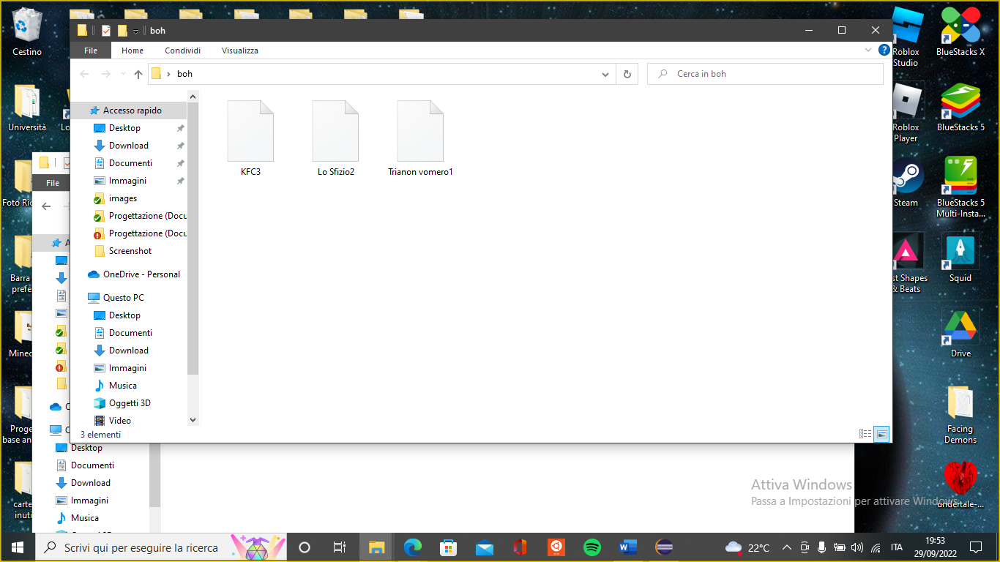 boh
File
Home
Condividi
Visualizza
boh
Cerca in boh
Accesso rapido
Desktop
Download
Documenti
Immagini
images
Progettazione (Docu
Progettazione (Docu
Screenshot
OneDrive - Personal
Questo PC
Desktop
Documenti
Download
Immagini
Musica
Oggetti 3D
Video
3 elementi
KFC3
Lo Sfizio2
Trianon vomero1
Cestino
Università
Foto Ric
Barra
prefe
Minec
Proge
base an
carte
inuti
File
Desktop
Documenti
Download
Immagini
Musica
Roblox
Studio
BlueStacks X
Roblox
Player
BlueStacks 5
Steam
BlueStacks 5
Multi-Insta...
st Shapes
& Beats
Squid
Drive
Facing
Demons
undertale-...
Attiva Windows
Passa a Impostazioni per attivare Windows.
Scrivi qui per eseguire la ricerca
22°C
ITA
19:53
29/09/2022